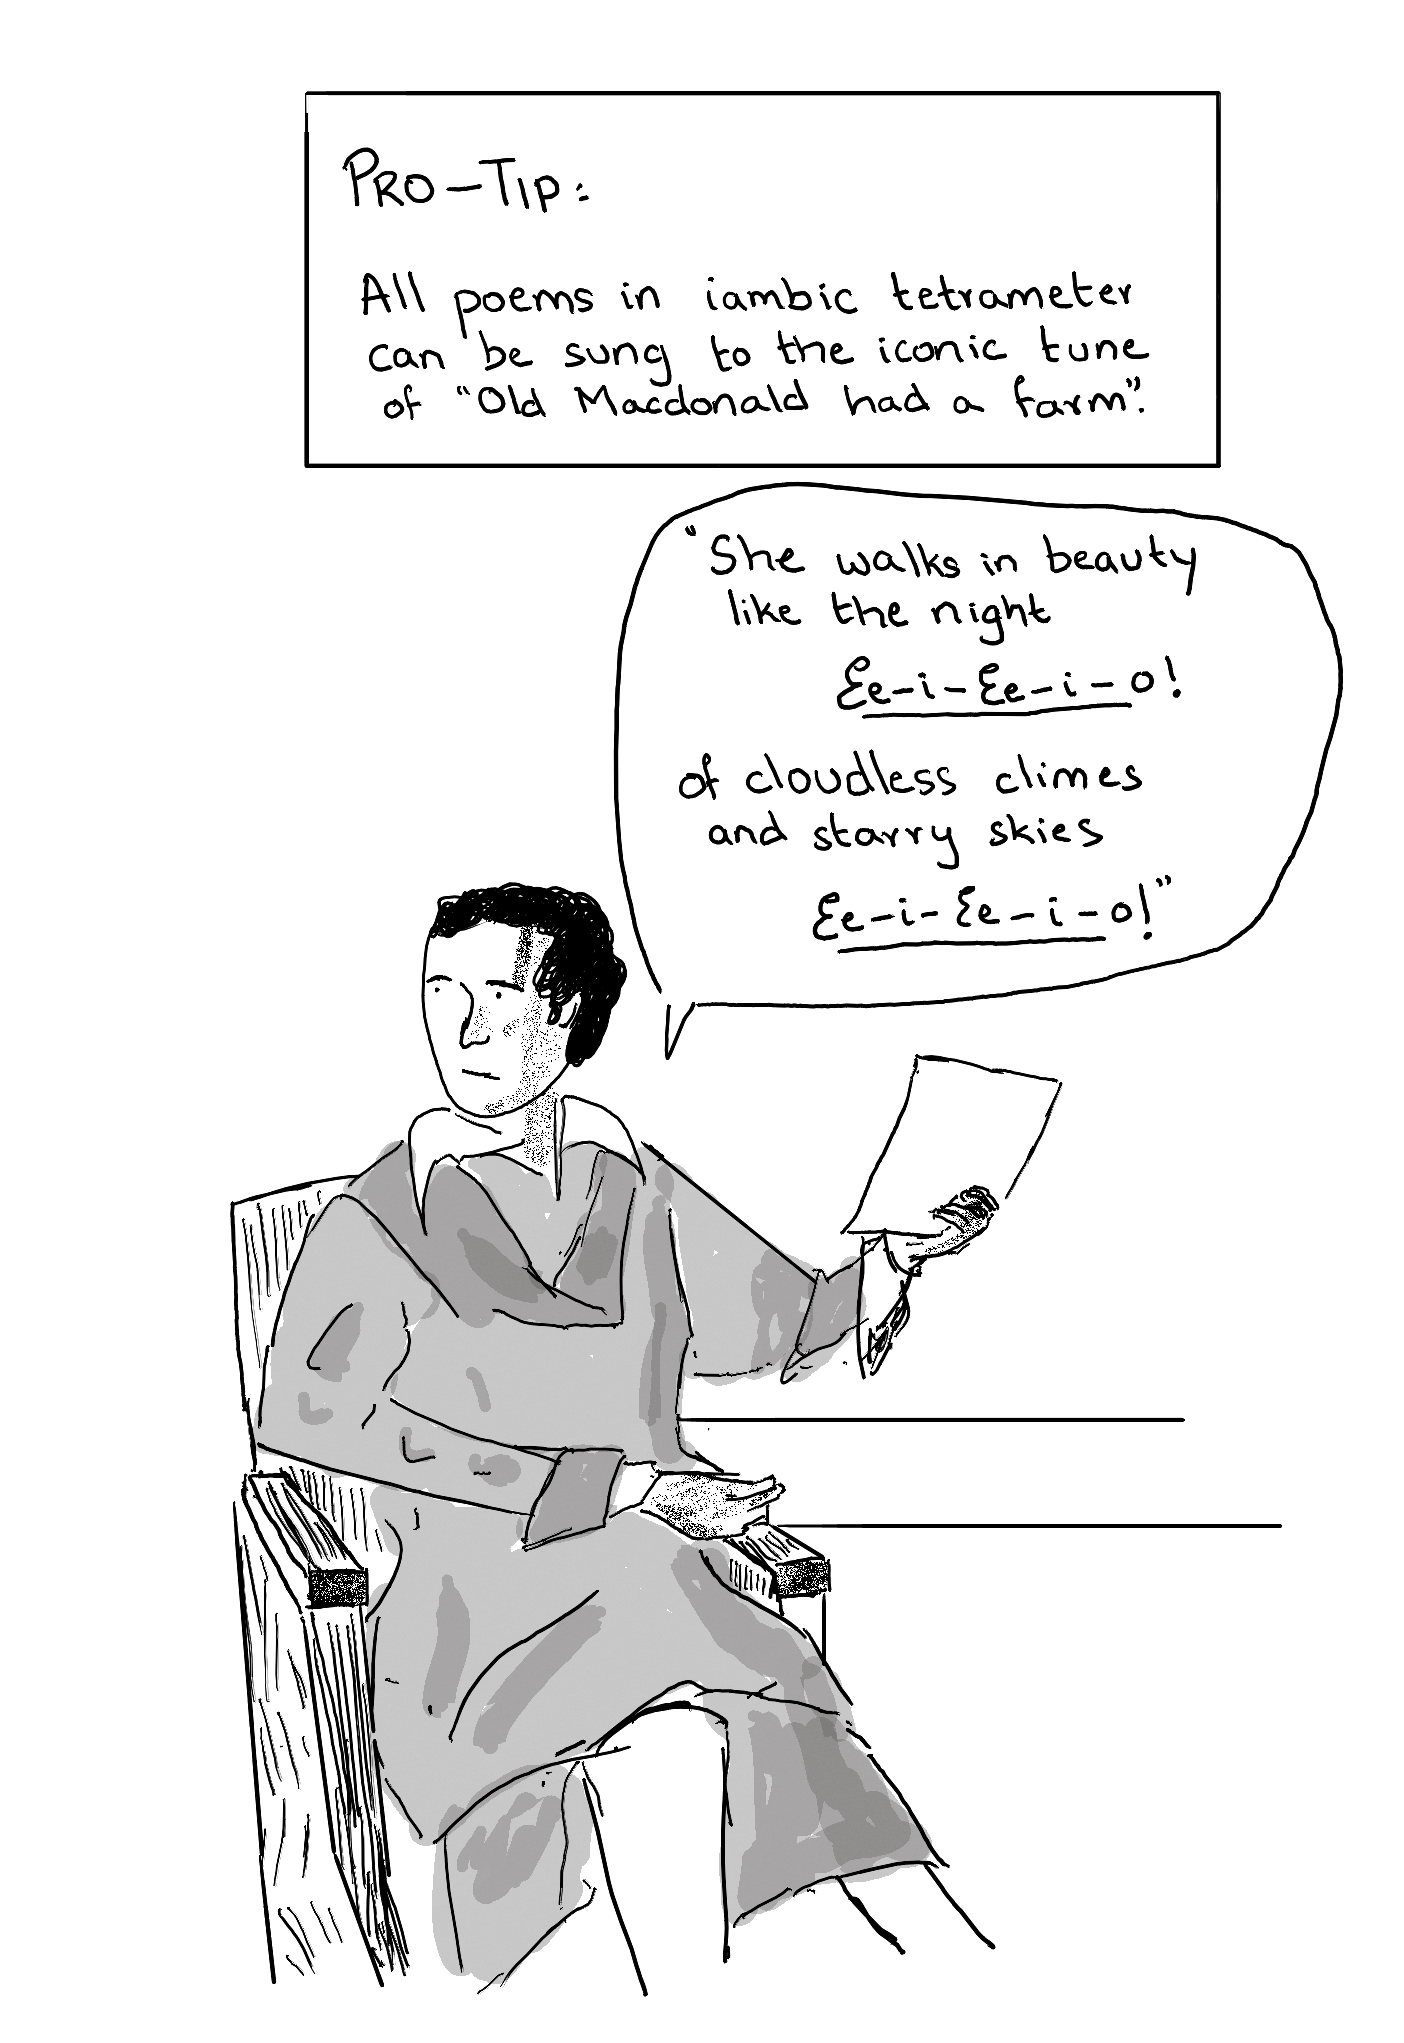 Pro-Tip:
All poems in iambic tetrameter
can be sung to the iconic tune
of "Old Macdonald had a farm".
"She walks in beauty
like the night
Ee-i-Ee-i-o!
of cloudless climes
and starry skies
Ee-i-Ee-i-o!"